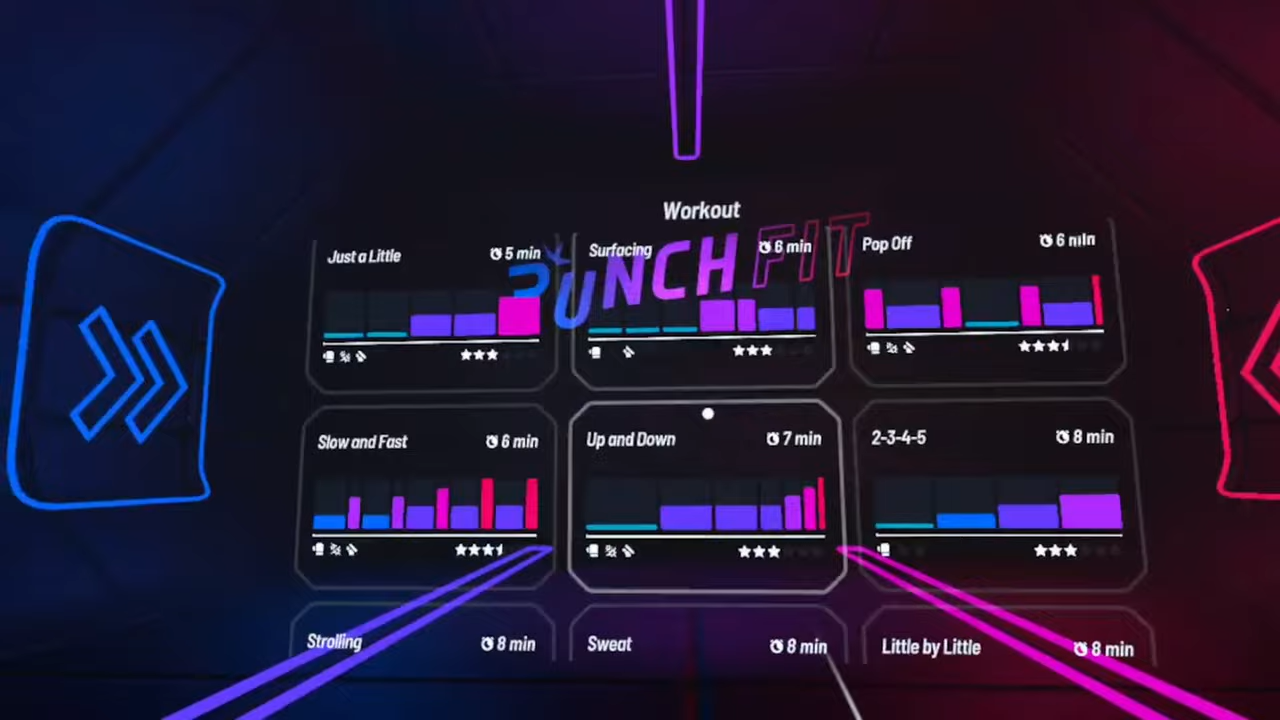 Workout
Just a Little 5 min
Surfacing 6 min
Pop Off 6 min
PUNCH FIT
Slow and Fast 6 min
Up and Down 7 min
2-3-4-5 8 min
Strolling 8 min
Sweat 8 min
Little by Little 8 min